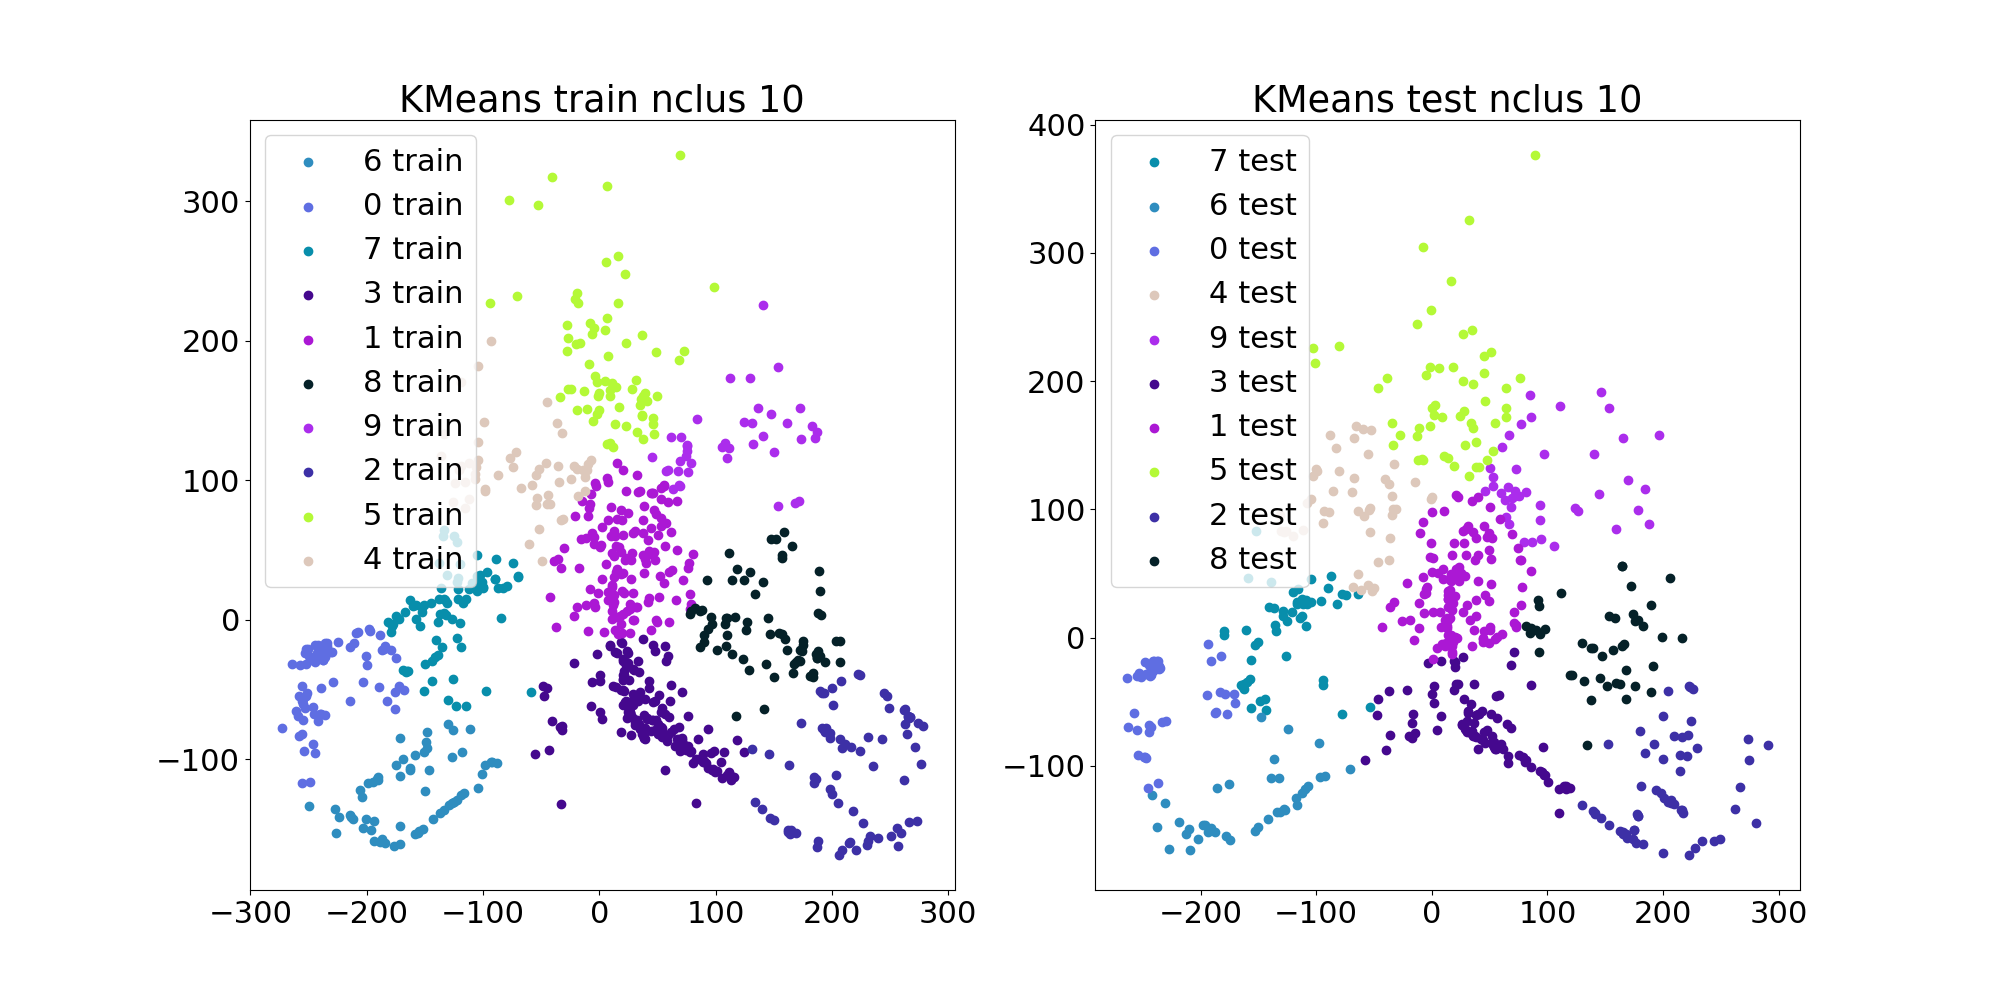 KMeans train nclus 10
6 train
0 train
7 train
3 train
1 train
8 train
9 train
2 train
5 train
4 train
300
200
100
0
−100
−300
−200
−100
0
100
200
300
KMeans test nclus 10
7 test
6 test
0 test
4 test
9 test
3 test
1 test
5 test
2 test
8 test
400
300
200
100
0
−100
−200
−100
0
100
200
300